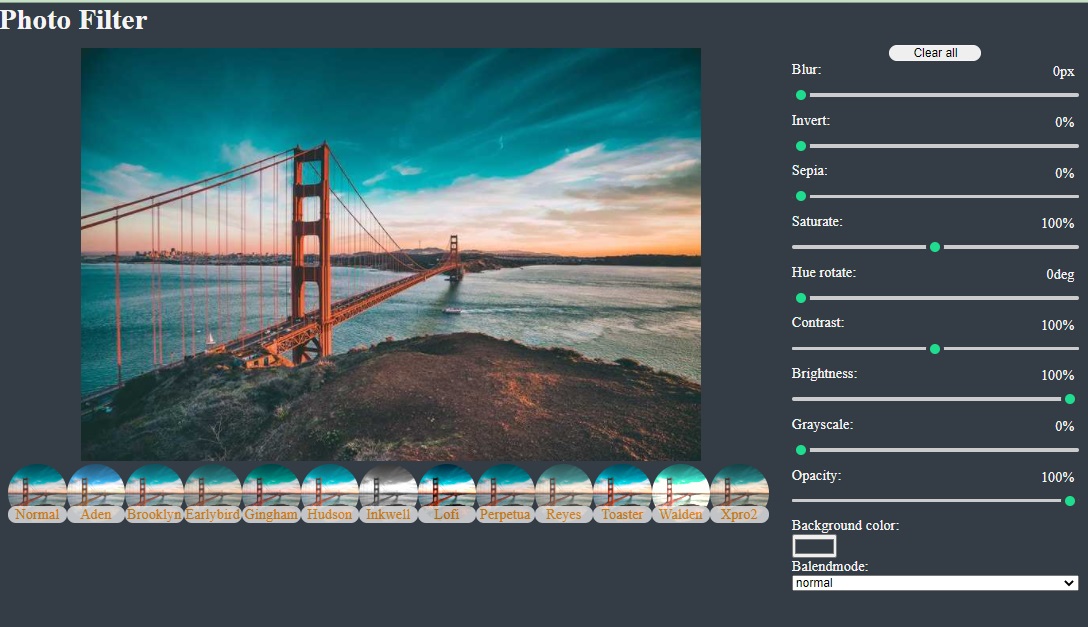 Photo Filter
Clear all
Blur: 0px
Invert: 0%
Sepia: 0%
Saturate: 100%
Hue rotate: 0deg
Contrast: 100%
Brightness: 100%
Grayscale: 0%
Opacity: 100%
Background color:
Balendmode:
normal
Normal Aden Brooklyn Earlybird Gingham Hudson Inkwell Lofi Perpetua Reyes Toaster Walden Xpro2